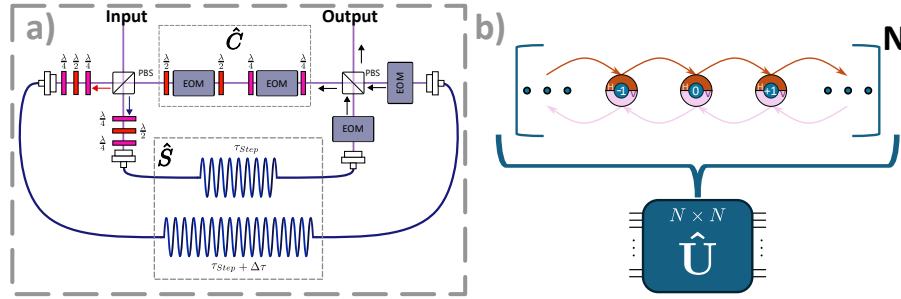 a)
Input
Output
Ĉ
λ/4 λ/2 λ/4
PBS
λ/2
EOM
λ/2
λ/4
EOM
λ/4
PBS
EOM
λ/4
λ/2
λ/4
EOM
Ŝ
τ_Step
τ_Step + Δτ
b)
N
H -1 V
H 0 V
H +1 V
N × N
Û